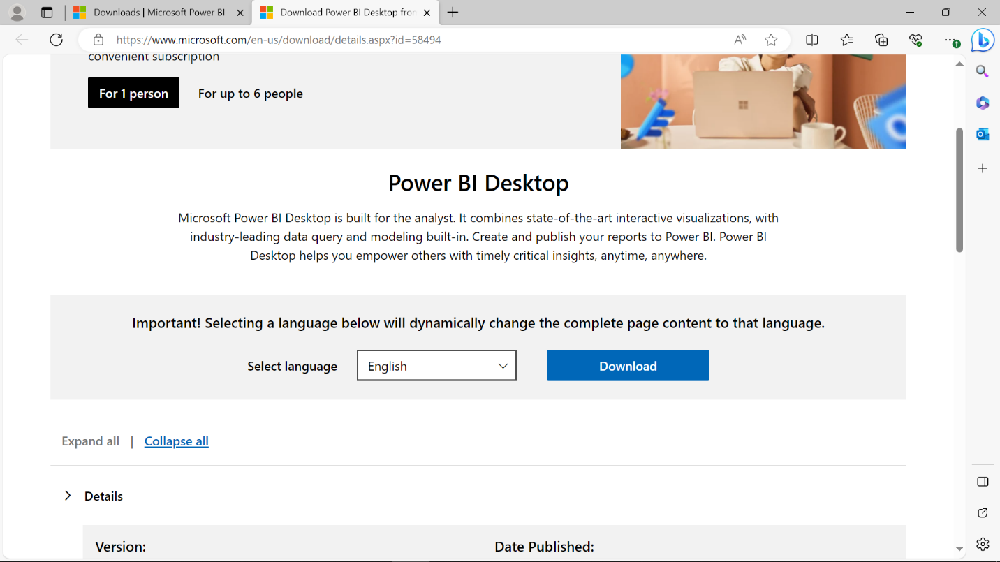 Downloads | Microsoft Power BI
Download Power BI Desktop from
https://www.microsoft.com/en-us/download/details.aspx?id=58494
convenient subscription
For 1 person
For up to 6 people
Power BI Desktop
Microsoft Power BI Desktop is built for the analyst. It combines state-of-the-art interactive visualizations, with
industry-leading data query and modeling built-in. Create and publish your reports to Power BI. Power BI
Desktop helps you empower others with timely critical insights, anytime, anywhere.
Important! Selecting a language below will dynamically change the complete page content to that language.
Select language
English
Download
Expand all | Collapse all
Details
Version:
Date Published: